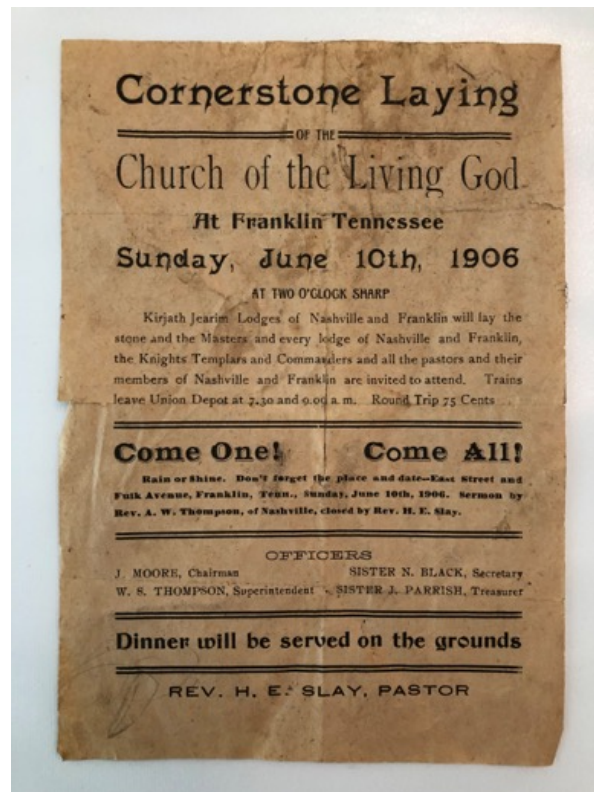 Cornerstone Laying
OF THE
Church of the Living God
At Franklin Tennessee
Sunday, June 10th, 1906
AT TWO O'CLOCK SHARP
Kirjath Jearim Lodges of Nashville and Franklin will lay the
stone and the Masters and every lodge of Nashville and Franklin,
the Knights Templars and Commanders and all the pastors and their
members of Nashville and Franklin are invited to attend. Trains
leave Union Depot at 7.30 and 9.00 a. m. Round Trip 75 Cents
Come One! Come All!
Rain or Shine. Don't forget the place and date—East Street and
Fulk Avenue, Franklin, Tenn., Sunday, June 10th, 1906. Sermon by
Rev. A. W. Thompson, of Nashville, closed by Rev. H. E. Slay.
OFFICERS
J. MOORE, Chairman SISTER N. BLACK, Secretary
W. S. THOMPSON, Superintendent SISTER J. PARRISH, Treasurer
Dinner will be served on the grounds
REV. H. E. SLAY, PASTOR